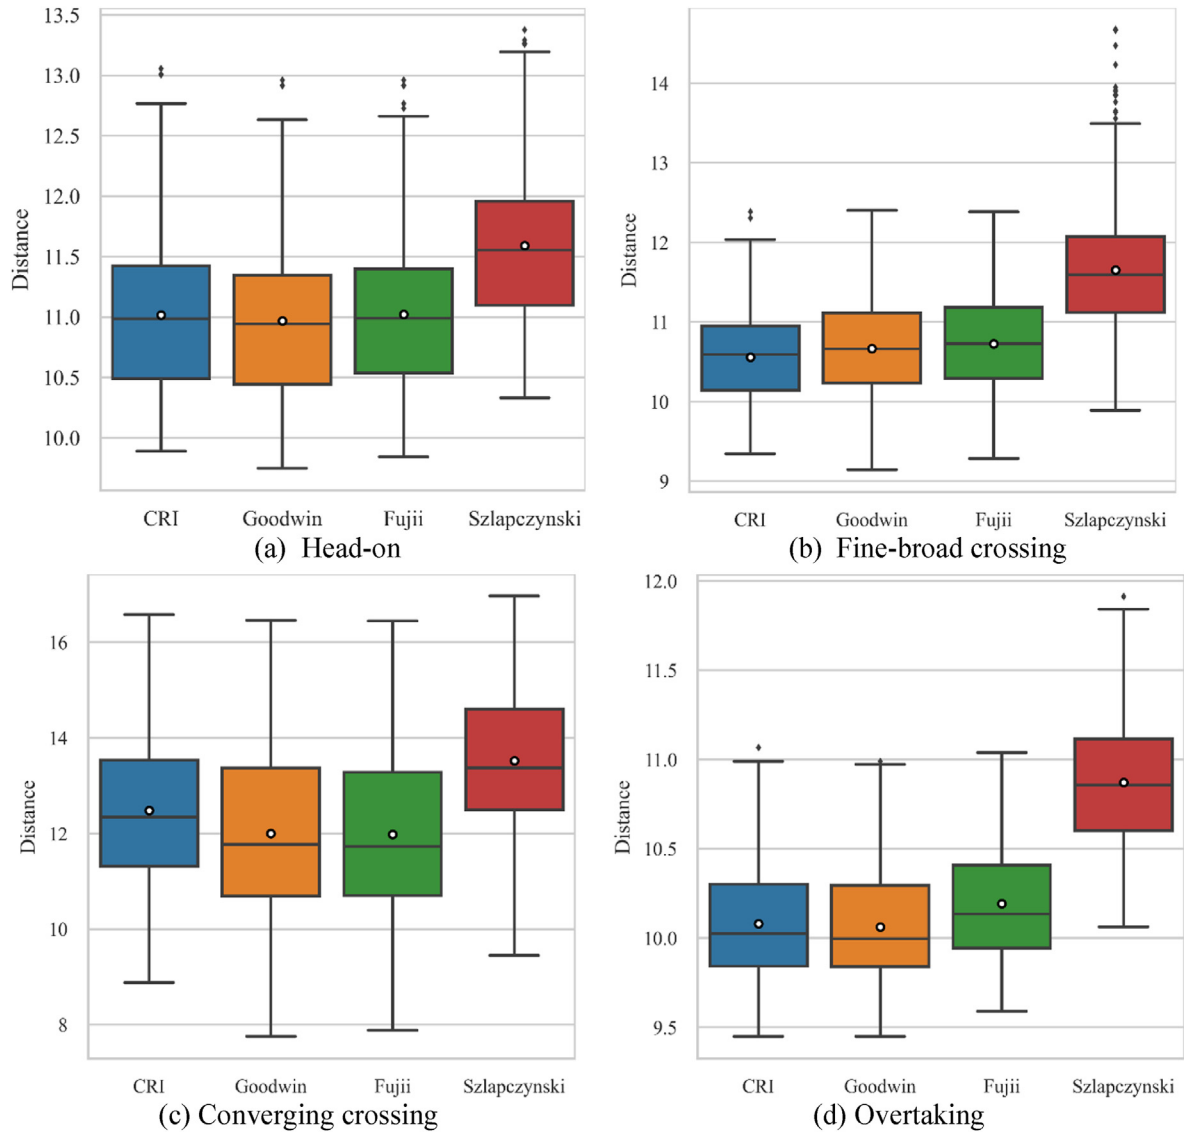 13.5
13.0
12.5
12.0
11.5
11.0
10.5
10.0
Distance
CRI Goodwin Fujii Szlapczynski
(a) Head-on
14
13
12
11
10
9
Distance
CRI Goodwin Fujii Szlapczynski
(b) Fine-broad crossing
16
14
12
10
8
Distance
CRI Goodwin Fujii Szlapczynski
(c) Converging crossing
12.0
11.5
11.0
10.5
10.0
9.5
Distance
CRI Goodwin Fujii Szlapczynski
(d) Overtaking